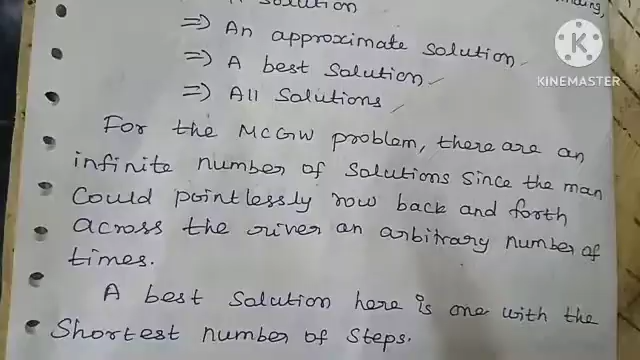 solution
=> An approximate solution
=> A best solution
=> All solutions
For the MCGW problem, there are an
infinite number of solutions since the man
could pointlessly row back and forth
across the river an arbitrary number of
times.
A best solution here is one with the
shortest number of steps.
KINEMASTER